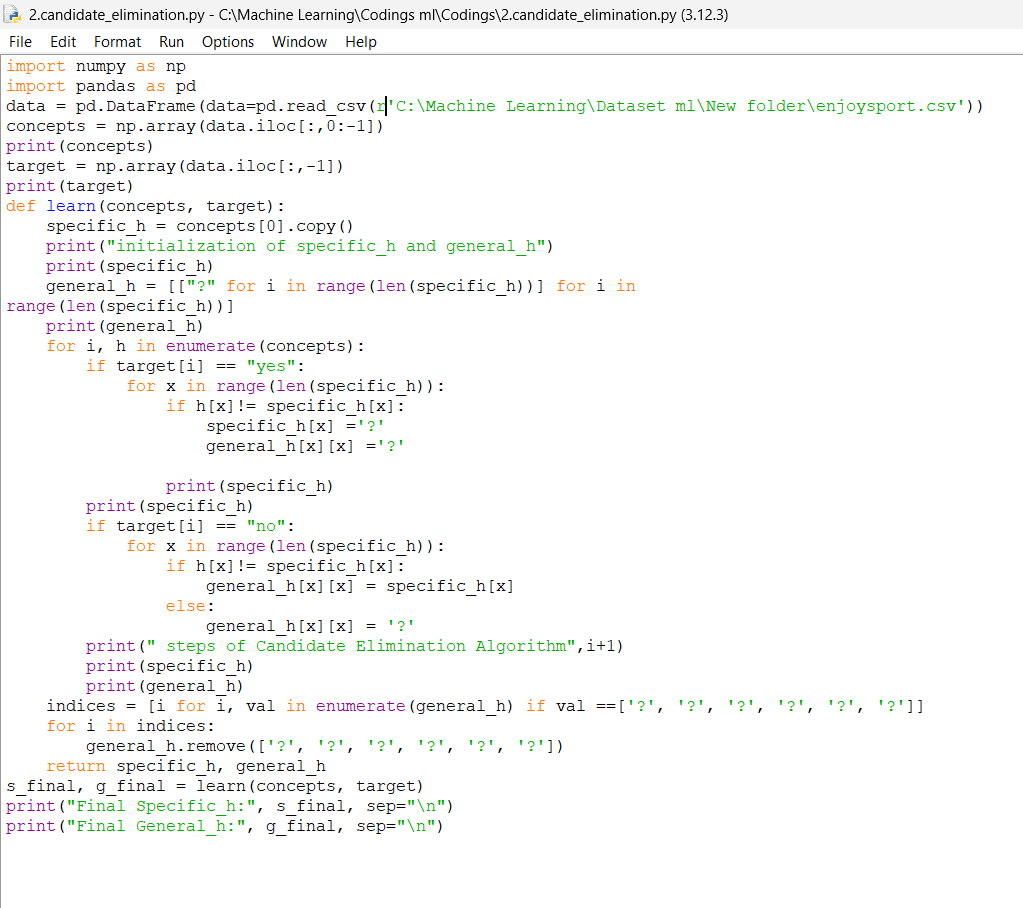 2.candidate_elimination.py - C:\Machine Learning\Codings ml\Codings\2.candidate_elimination.py (3.12.3)
File Edit Format Run Options Window Help
import numpy as np
import pandas as pd
data = pd.DataFrame(data=pd.read_csv(r'C:\Machine Learning\Dataset ml\New folder\enjoysport.csv'))
concepts = np.array(data.iloc[:,0:-1])
print(concepts)
target = np.array(data.iloc[:,-1])
print(target)
def learn(concepts, target):
    specific_h = concepts[0].copy()
    print("initialization of specific_h and general_h")
    print(specific_h)
    general_h = [["?" for i in range(len(specific_h))] for i in
range(len(specific_h))]
    print(general_h)
    for i, h in enumerate(concepts):
        if target[i] == "yes":
            for x in range(len(specific_h)):
                if h[x]!= specific_h[x]:
                    specific_h[x] ='?'
                    general_h[x][x] ='?'
                print(specific_h)
        print(specific_h)
        if target[i] == "no":
            for x in range(len(specific_h)):
                if h[x]!= specific_h[x]:
                    general_h[x][x] = specific_h[x]
                else:
                    general_h[x][x] = '?'
        print(" steps of Candidate Elimination Algorithm",i+1)
        print(specific_h)
        print(general_h)
    indices = [i for i, val in enumerate(general_h) if val ==['?', '?', '?', '?', '?', '?']]
    for i in indices:
        general_h.remove(['?', '?', '?', '?', '?', '?'])
    return specific_h, general_h
s_final, g_final = learn(concepts, target)
print("Final Specific_h:", s_final, sep="\n")
print("Final General_h:", g_final, sep="\n")